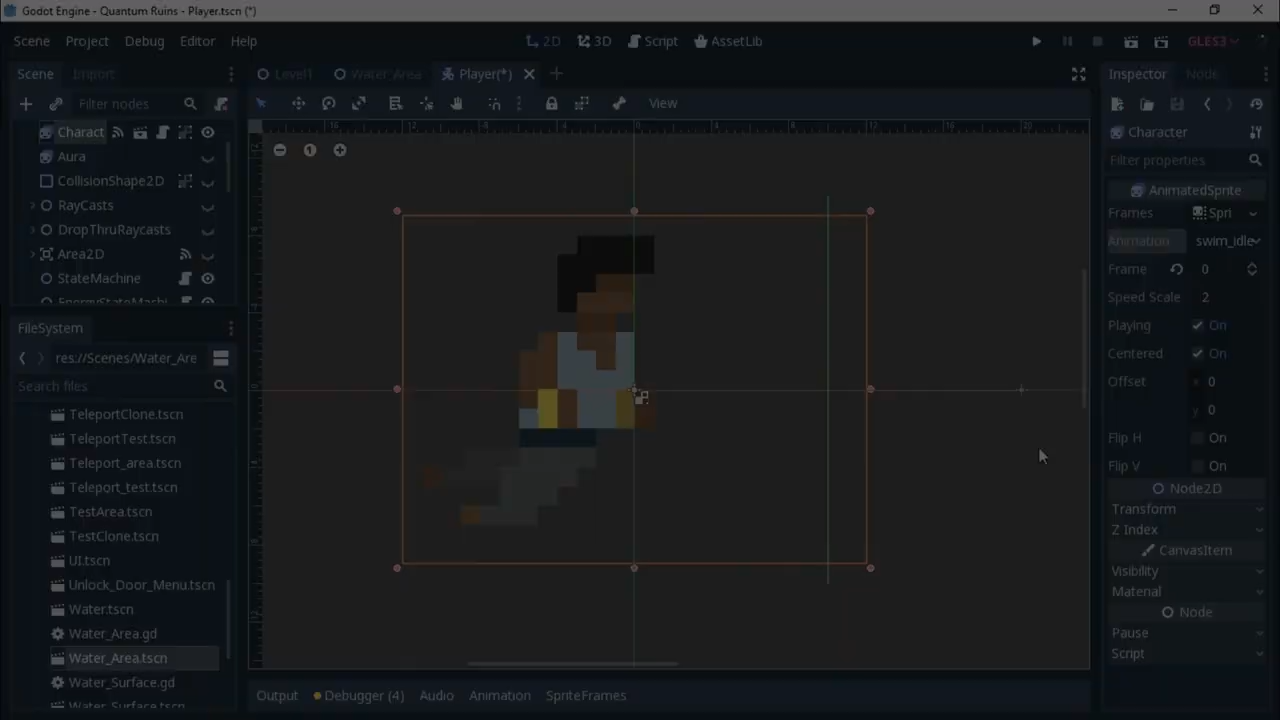 Godot Engine - Quantum Ruins - Player.tscn (*)
Scene Project Debug Editor Help
2D 3D Script AssetLib
GLES3
Scene Import
Level1 Water_Area Player(*)
Inspector Node
Filter nodes
View
Charact
Aura
CollisionShape2D
RayCasts
DropThruRaycasts
Area2D
StateMachine
EnergyStateMachi
FileSystem
res://Scenes/Water_Are
Search files
TeleportClone.tscn
TeleportTest.tscn
Teleport_area.tscn
Teleport_test.tscn
TestArea.tscn
TestClone.tscn
UI.tscn
Unlock_Door_Menu.tscn
Water.tscn
Water_Area.gd
Water_Area.tscn
Water_Surface.gd
Water_Surface.tscn
Output Debugger (4) Audio Animation SpriteFrames
Character
Filter properties
AnimatedSprite
Frames Spri
Animation swim_idle
Frame 0
Speed Scale 2
Playing On
Centered On
Offset x 0
y 0
Flip H On
Flip V On
Node2D
Transform
Z Index
CanvasItem
Visibility
Material
Node
Pause
Script